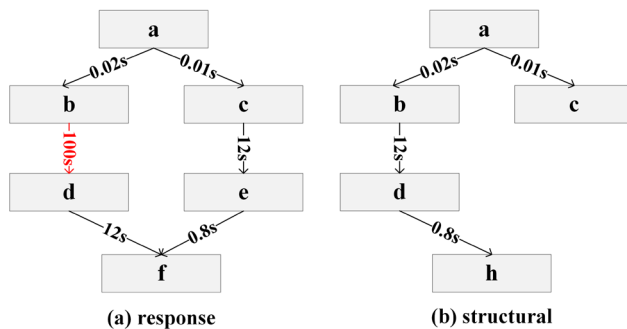 a
a
0.02s
0.01s
0.02s
0.01s
b
c
b
c
100s
12s
12s
d
e
d
12s
0.8s
0.8s
f
h
(a) response
(b) structural